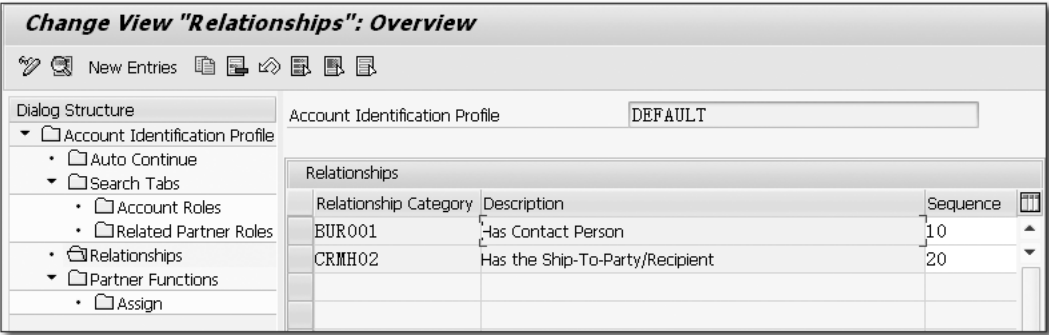 Change View "Relationships": Overview
New Entries
Dialog Structure
Account Identification Profile
Auto Continue
Search Tabs
Account Roles
Related Partner Roles
Relationships
Partner Functions
Assign
Account Identification Profile DEFAULT
Relationships
Relationship Category Description Sequence
BUR001 Has Contact Person 10
CRMH02 Has the Ship-To-Party/Recipient 20